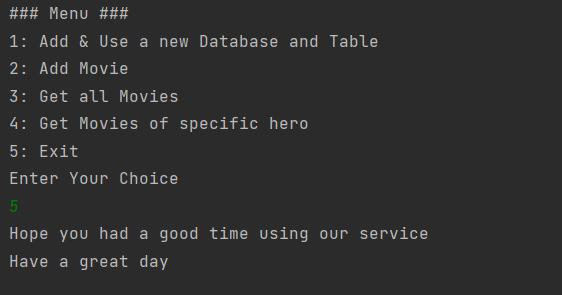 ### Menu ###
1: Add & Use a new Database and Table
2: Add Movie
3: Get all Movies
4: Get Movies of specific hero
5: Exit
Enter Your Choice
5
Hope you had a good time using our service
Have a great day